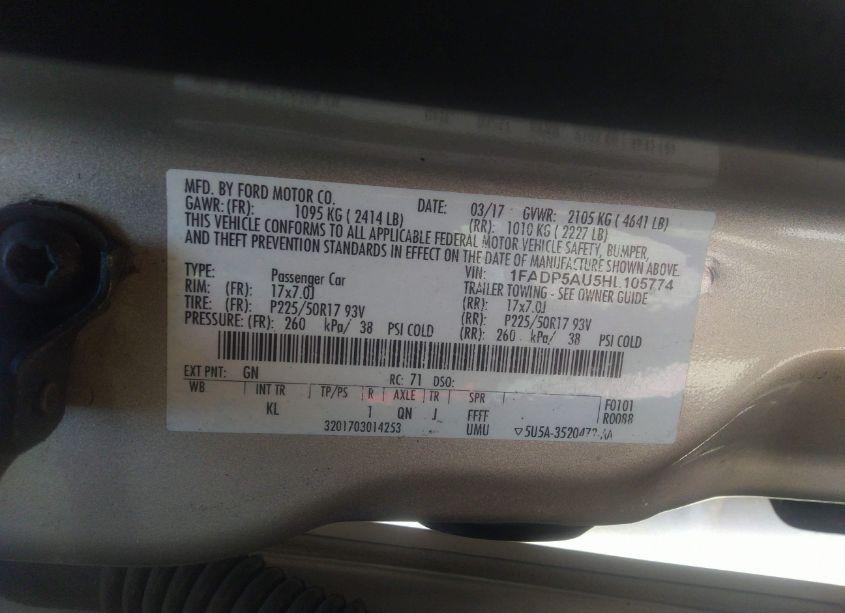 MFD. BY FORD MOTOR CO.
DATE: 03/17 GVWR: 2105 KG ( 4641 LB)
GAWR: (FR): 1095 KG ( 2414 LB) (RR): 1010 KG ( 2227 LB)
THIS VEHICLE CONFORMS TO ALL APPLICABLE FEDERAL MOTOR VEHICLE SAFETY, BUMPER,
AND THEFT PREVENTION STANDARDS IN EFFECT ON THE DATE OF MANUFACTURE SHOWN ABOVE.
VIN: 1FADP5AU5HL105774
TYPE: Passenger Car TRAILER TOWING - SEE OWNER GUIDE
RIM: (FR): 17x7.0J (RR): 17x7.0J
TIRE: (FR): P225/50R17 93V (RR): P225/50R17 93V
PRESSURE: (FR): 260 kPa/ 38 PSI COLD (RR): 260 kPa/ 38 PSI COLD
EXT PNT: GN RC: 71 DSO:
WB INT TR TP/PS R AXLE TR SPR F0101
KL 1 QN J FFFF R0088
3201703014253 UMU ▽5U5A-3520472-AA